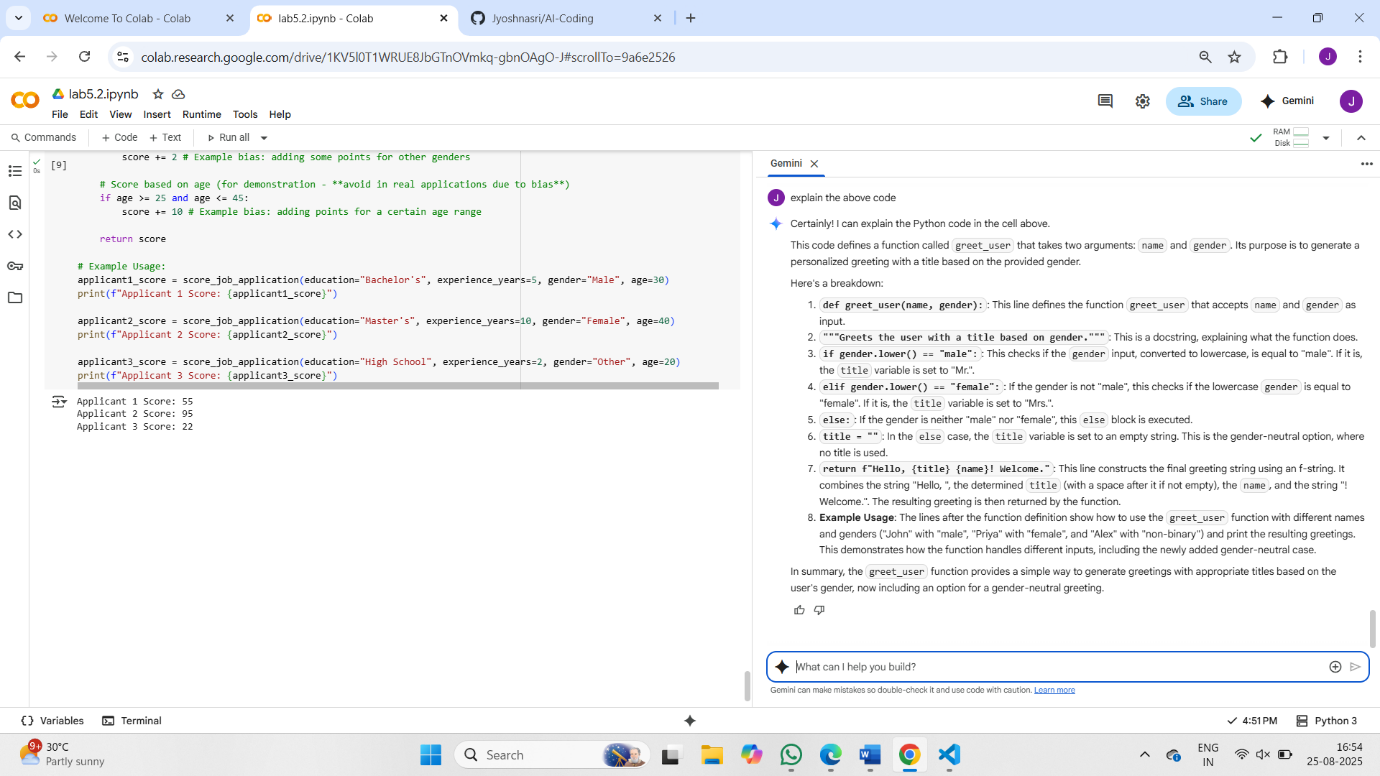 Welcome To Colab - Colab
lab5.2.ipynb - Colab
Jyoshnasri/AI-Coding
colab.research.google.com/drive/1KV5l0T1WRUE8JbGTnOVmkq-gbnOAgO-J#scrollTo=9a6e2526
J
lab5.2.ipynb
File Edit View Insert Runtime Tools Help
Share
Gemini
J
Commands + Code + Text Run all
RAM
Disk
[9]
0s
score += 2 # Example bias: adding some points for other genders
# Score based on age (for demonstration - **avoid in real applications due to bias**)
if age >= 25 and age <= 45:
score += 10 # Example bias: adding points for a certain age range
return score
# Example Usage:
applicant1_score = score_job_application(education="Bachelor's", experience_years=5, gender="Male", age=30)
print(f"Applicant 1 Score: {applicant1_score}")
applicant2_score = score_job_application(education="Master's", experience_years=10, gender="Female", age=40)
print(f"Applicant 2 Score: {applicant2_score}")
applicant3_score = score_job_application(education="High School", experience_years=2, gender="Other", age=20)
print(f"Applicant 3 Score: {applicant3_score}")
Applicant 1 Score: 55
Applicant 2 Score: 95
Applicant 3 Score: 22
Gemini
J
explain the above code
Certainly! I can explain the Python code in the cell above.
This code defines a function called greet_user that takes two arguments: name and gender. Its purpose is to generate a
personalized greeting with a title based on the provided gender.
Here's a breakdown:
1. def greet_user(name, gender): : This line defines the function greet_user that accepts name and gender as
input.
2. """Greets the user with a title based on gender.""" : This is a docstring, explaining what the function does.
3. if gender.lower() == "male": : This checks if the gender input, converted to lowercase, is equal to "male". If it is,
the title variable is set to "Mr.".
4. elif gender.lower() == "female": : If the gender is not "male", this checks if the lowercase gender is equal to
"female". If it is, the title variable is set to "Mrs.".
5. else: : If the gender is neither "male" nor "female", this else block is executed.
6. title = "" : In the else case, the title variable is set to an empty string. This is the gender-neutral option, where
no title is used.
7. return f"Hello, {title} {name}! Welcome." : This line constructs the final greeting string using an f-string. It
combines the string "Hello, ", the determined title (with a space after it if not empty), the name, and the string "!
Welcome.". The resulting greeting is then returned by the function.
8. Example Usage: The lines after the function definition show how to use the greet_user function with different names
and genders ("John" with "male", "Priya" with "female", and "Alex" with "non-binary") and print the resulting greetings.
This demonstrates how the function handles different inputs, including the newly added gender-neutral case.
In summary, the greet_user function provides a simple way to generate greetings with appropriate titles based on the
user's gender, now including an option for a gender-neutral greeting.
What can I help you build?
Gemini can make mistakes so double-check it and use code with caution. Learn more
Variables
Terminal
4:51 PM
Python 3
9+
30°C
Partly sunny
Search
ENG
IN
16:54
25-08-2025